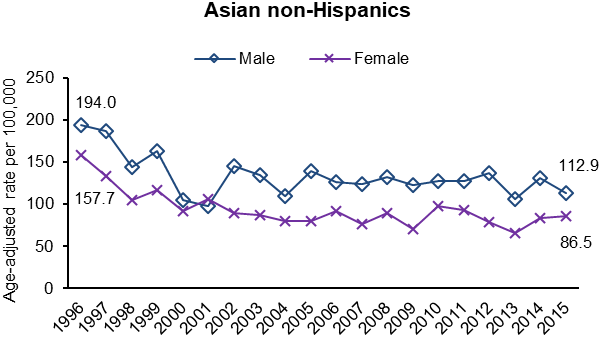 Asian non-Hispanics
Male Female
Age-adjusted rate per 100,000
250
200
150
100
50
0
194.0
157.7
112.9
86.5
1996 1997 1998 1999 2000 2001 2002 2003 2004 2005 2006 2007 2008 2009 2010 2011 2012 2013 2014 2015